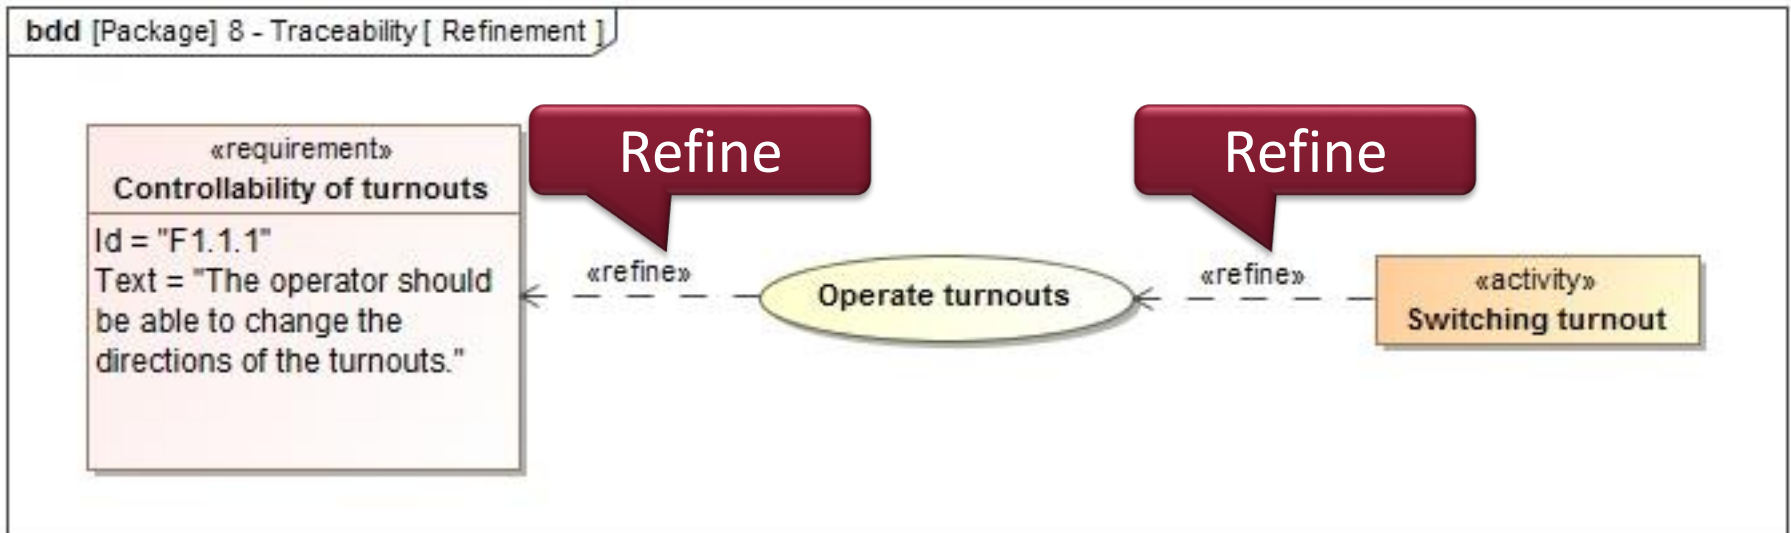 bdd [Package] 8 - Traceability [ Refinement ]
«requirement»
Controllability of turnouts
Id = "F1.1.1"
Text = "The operator should
be able to change the
directions of the turnouts."
Refine
«refine»
Operate turnouts
Refine
«refine»
«activity»
Switching turnout